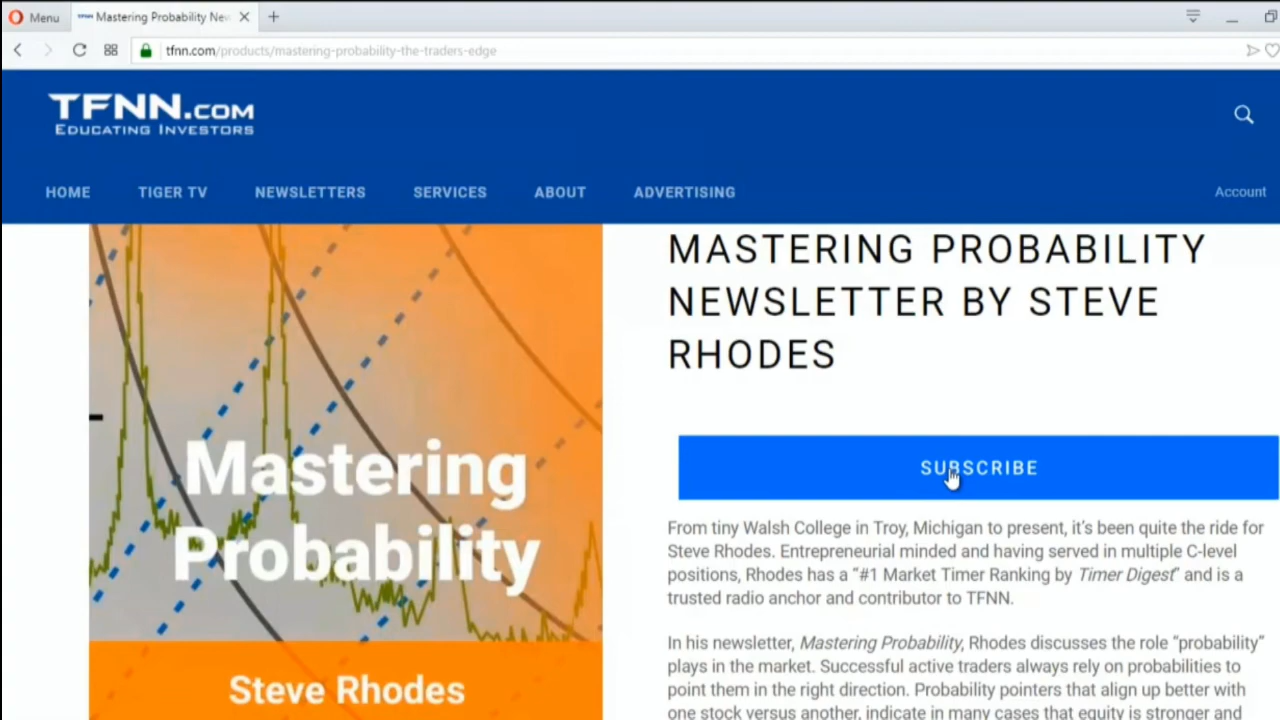 Menu
TFNN
Mastering Probability New
tfnn.com/products/mastering-probability-the-traders-edge
TFNN.COM
EDUCATING INVESTORS
HOME
TIGER TV
NEWSLETTERS
SERVICES
ABOUT
ADVERTISING
Account
Mastering
Probability
Steve Rhodes
MASTERING PROBABILITY
NEWSLETTER BY STEVE
RHODES
SUBSCRIBE
From tiny Walsh College in Troy, Michigan to present, it's been quite the ride for
Steve Rhodes. Entrepreneurial minded and having served in multiple C-level
positions, Rhodes has a “#1 Market Timer Ranking by Timer Digest” and is a
trusted radio anchor and contributor to TFNN.
In his newsletter, Mastering Probability, Rhodes discusses the role “probability”
plays in the market. Successful active traders always rely on probabilities to
point them in the right direction. Probability pointers that align up better with
one stock versus another, indicate in many cases that equity is stronger and